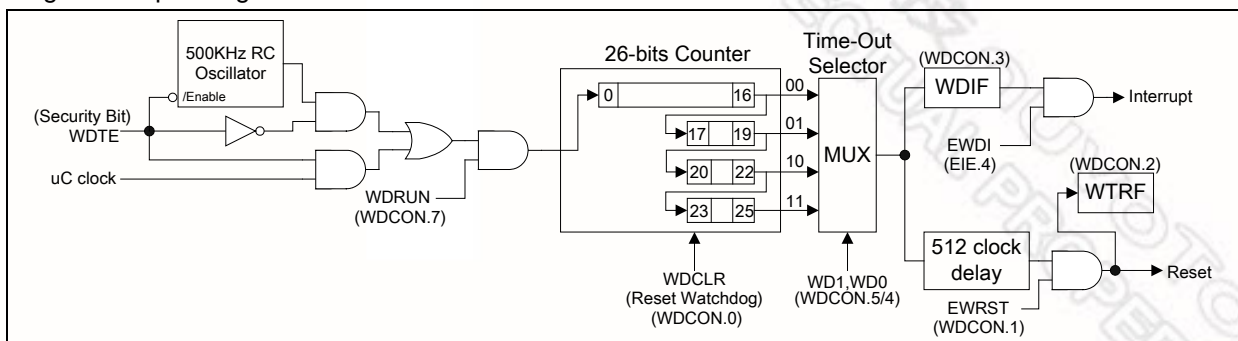 500KHz RC
Oscillator
/Enable
(Security Bit)
WDTE
uC clock
WDRUN
(WDCON.7)
26-bits Counter
0 16
17 19
20 22
23 25
WDCLR
(Reset Watchdog)
(WDCON.0)
Time-Out
Selector
00
01
10
11
MUX
WD1,WD0
(WDCON.5/4)
(WDCON.3)
WDIF
EWDI
(EIE.4)
Interrupt
(WDCON.2)
WTRF
512 clock
delay
EWRST
(WDCON.1)
Reset